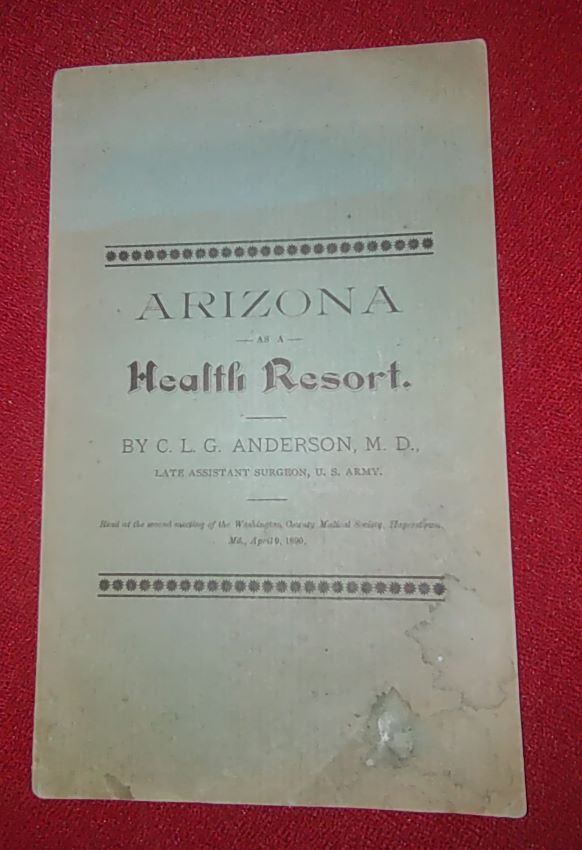 ARIZONA
— AS A —
Health Resort.
BY C. L. G. ANDERSON, M. D.,
LATE ASSISTANT SURGEON, U. S. ARMY.
Read at the second meeting of the Washington County Medical Society, Hagerstown,
Md., April 9, 1890.